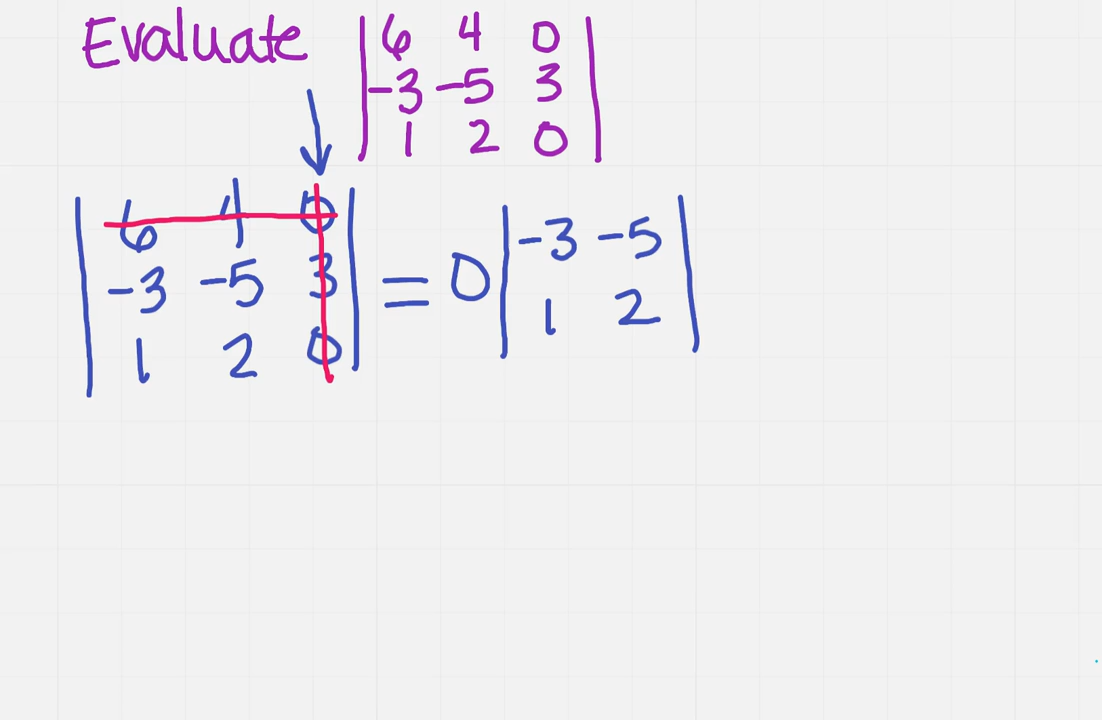 Evaluate | 6 4 0 |
| -3 -5 3 |
| 1 2 0 |
| 6 4 0 |
| -3 -5 3 | = 0 | -3 -5 |
| 1 2 0 | | 1 2 |